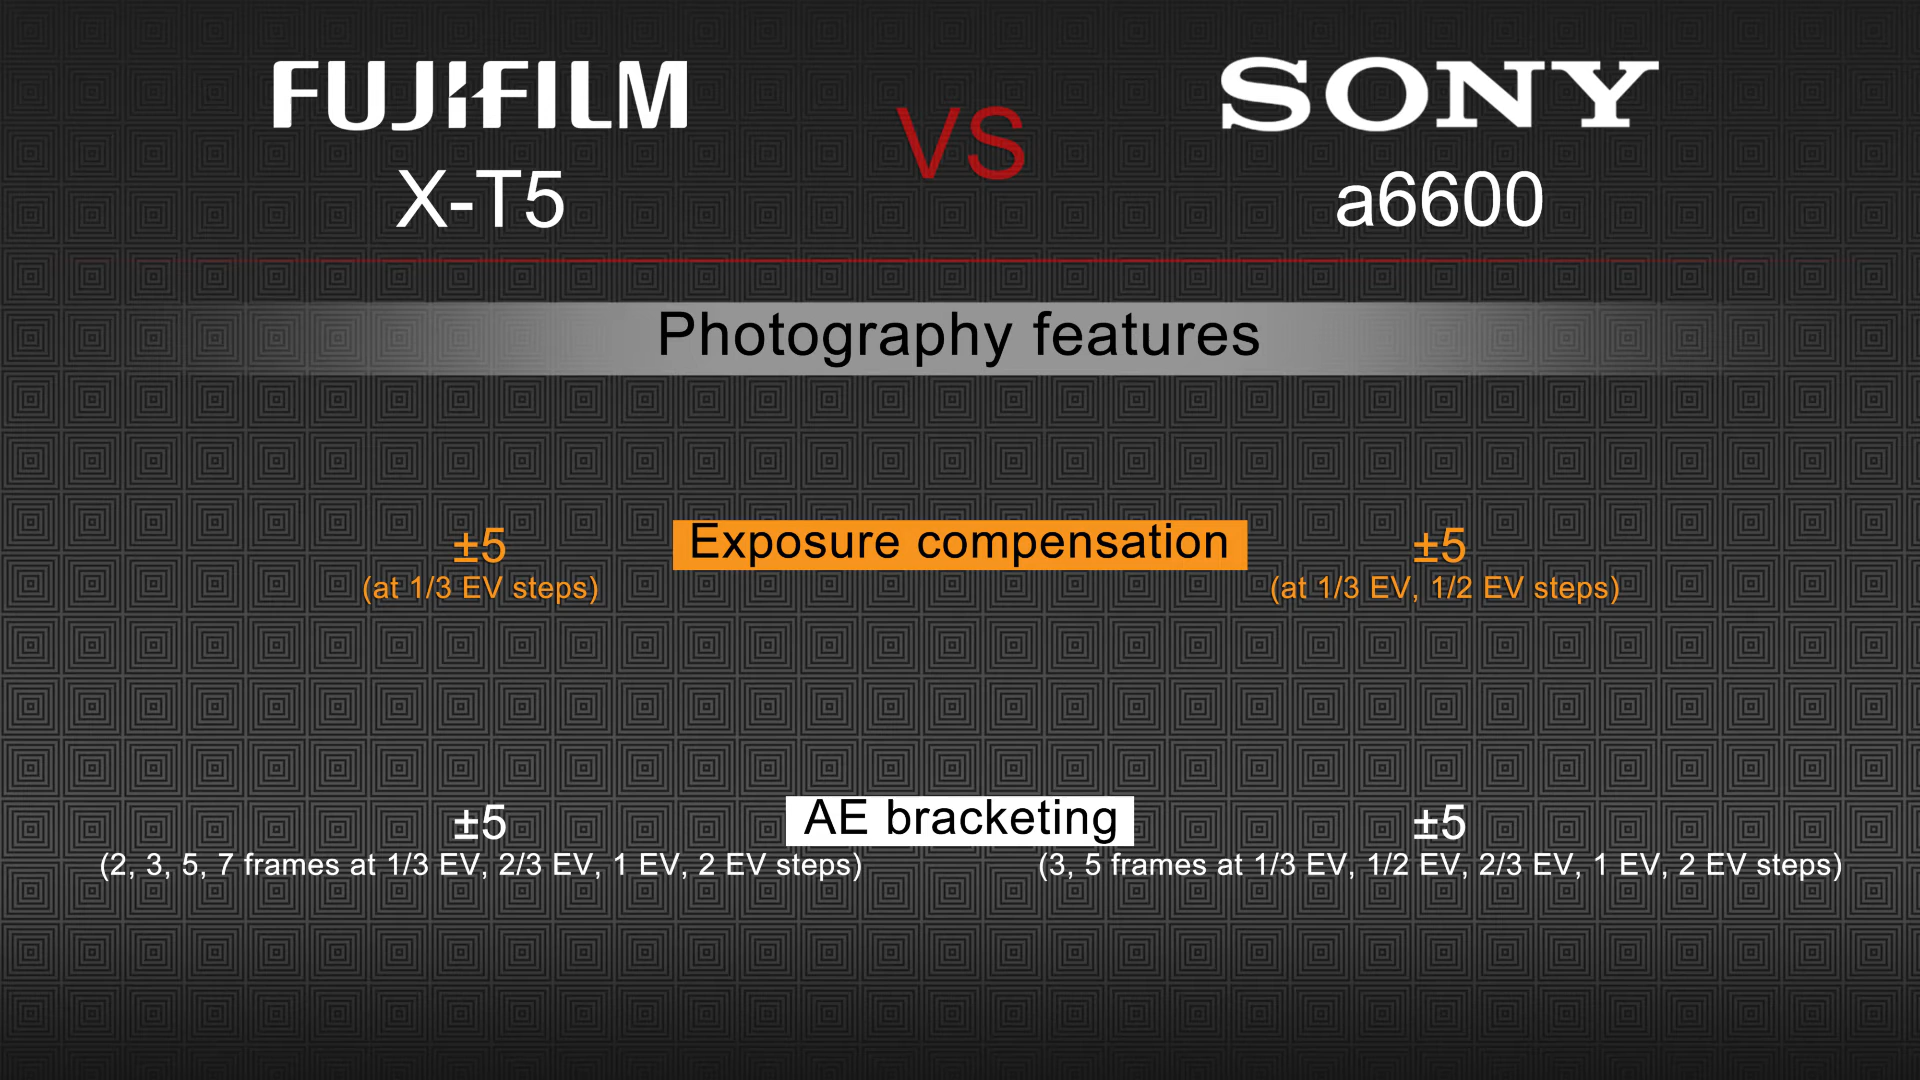 FUJIFILM
X-T5
VS
SONY
a6600
Photography features
±5
(at 1/3 EV steps)
Exposure compensation
±5
(at 1/3 EV, 1/2 EV steps)
±5
(2, 3, 5, 7 frames at 1/3 EV, 2/3 EV, 1 EV, 2 EV steps)
AE bracketing
±5
(3, 5 frames at 1/3 EV, 1/2 EV, 2/3 EV, 1 EV, 2 EV steps)